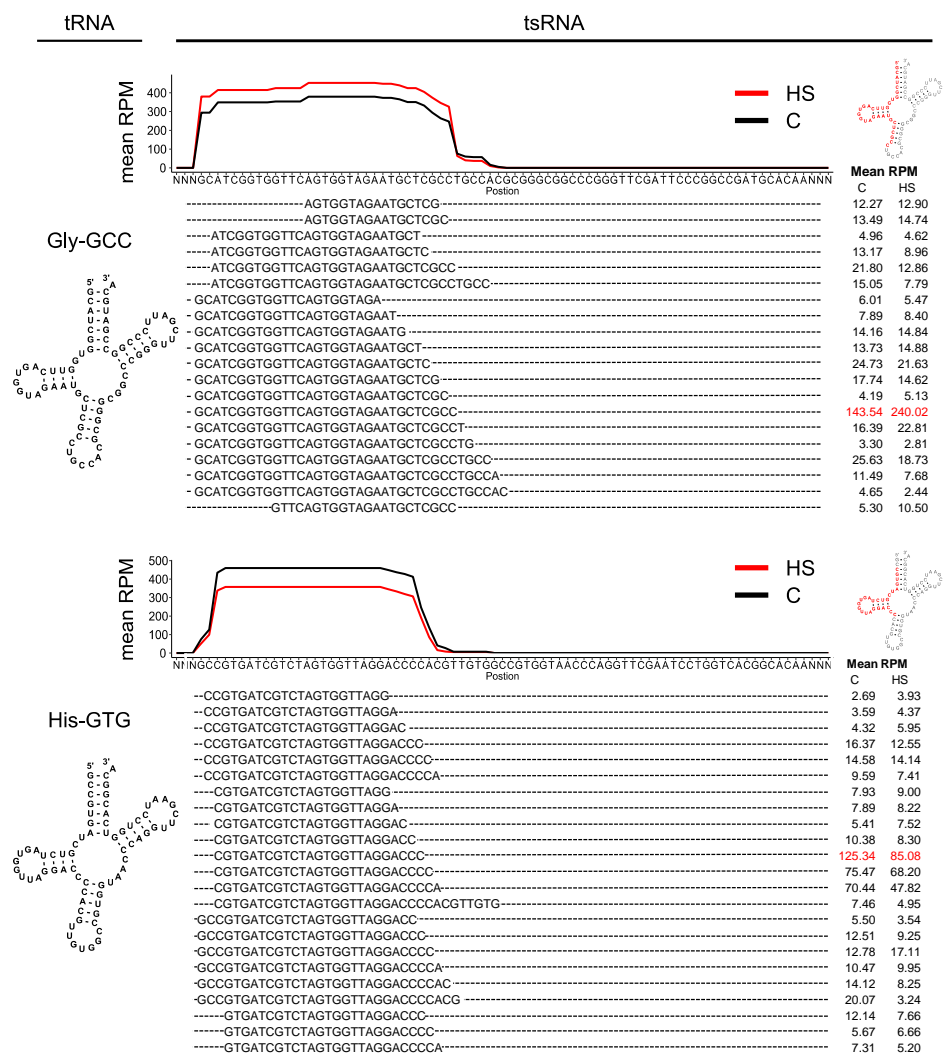 tRNA tsRNA
mean RPM
400
300
200
100
0
HS
C
NNNGCATCGGTGGTTCAGTGGTAGAATGCTCGCCTGCCACGCGGGCGGCCCGGGTTCGATTCCCGGCCGATGCACAANNN
Postion
Mean RPM
C HS
Gly-GCC
AGTGGTAGAATGCTCG 12.27 12.90
AGTGGTAGAATGCTCGC 13.49 14.74
ATCGGTGGTTCAGTGGTAGAATGCT 4.96 4.62
ATCGGTGGTTCAGTGGTAGAATGCTC 13.17 8.96
ATCGGTGGTTCAGTGGTAGAATGCTCGCC 21.80 12.86
ATCGGTGGTTCAGTGGTAGAATGCTCGCCTGCC 15.05 7.79
GCATCGGTGGTTCAGTGGTAGA 6.01 5.47
GCATCGGTGGTTCAGTGGTAGAAT 7.89 8.40
GCATCGGTGGTTCAGTGGTAGAATG 14.16 14.84
GCATCGGTGGTTCAGTGGTAGAATGCT 13.73 14.88
GCATCGGTGGTTCAGTGGTAGAATGCTC 24.73 21.63
GCATCGGTGGTTCAGTGGTAGAATGCTCG 17.74 14.62
GCATCGGTGGTTCAGTGGTAGAATGCTCGC 4.19 5.13
GCATCGGTGGTTCAGTGGTAGAATGCTCGCC 143.54 240.02
GCATCGGTGGTTCAGTGGTAGAATGCTCGCCT 16.39 22.81
GCATCGGTGGTTCAGTGGTAGAATGCTCGCCTG 3.30 2.81
GCATCGGTGGTTCAGTGGTAGAATGCTCGCCTGCC 25.63 18.73
GCATCGGTGGTTCAGTGGTAGAATGCTCGCCTGCCA 11.49 7.68
GCATCGGTGGTTCAGTGGTAGAATGCTCGCCTGCCAC 4.65 2.44
GTTCAGTGGTAGAATGCTCGCC 5.30 10.50
mean RPM
500
400
300
200
100
0
HS
C
NNNGCCGTGATCGTCTAGTGGTTAGGACCCCACGTTGTGGCCGTGGTAACCCAGGTTCGAATCCTGGTCACGGCACAANNN
Postion
Mean RPM
C HS
His-GTG
CCGTGATCGTCTAGTGGTTAGG 2.69 3.93
CCGTGATCGTCTAGTGGTTAGGA 3.59 4.37
CCGTGATCGTCTAGTGGTTAGGAC 4.32 5.95
CCGTGATCGTCTAGTGGTTAGGACCC 16.37 12.55
CCGTGATCGTCTAGTGGTTAGGACCCC 14.58 14.14
CCGTGATCGTCTAGTGGTTAGGACCCCA 9.59 7.41
CGTGATCGTCTAGTGGTTAGG 7.93 9.00
CGTGATCGTCTAGTGGTTAGGA 7.89 8.22
CGTGATCGTCTAGTGGTTAGGAC 5.41 7.52
CGTGATCGTCTAGTGGTTAGGACC 10.38 8.30
CGTGATCGTCTAGTGGTTAGGACCC 125.34 85.08
CGTGATCGTCTAGTGGTTAGGACCCC 75.47 68.20
CGTGATCGTCTAGTGGTTAGGACCCCA 70.44 47.82
CGTGATCGTCTAGTGGTTAGGACCCCACGTTGTG 7.46 4.95
GCCGTGATCGTCTAGTGGTTAGGACC 5.50 3.54
GCCGTGATCGTCTAGTGGTTAGGACCC 12.51 9.25
GCCGTGATCGTCTAGTGGTTAGGACCCC 12.78 17.11
GCCGTGATCGTCTAGTGGTTAGGACCCCA 10.47 9.95
GCCGTGATCGTCTAGTGGTTAGGACCCCAC 14.12 8.25
GCCGTGATCGTCTAGTGGTTAGGACCCCACG 20.07 3.24
GTGATCGTCTAGTGGTTAGGACCC 12.14 7.66
GTGATCGTCTAGTGGTTAGGACCCC 5.67 6.66
GTGATCGTCTAGTGGTTAGGACCCCA 7.31 5.20